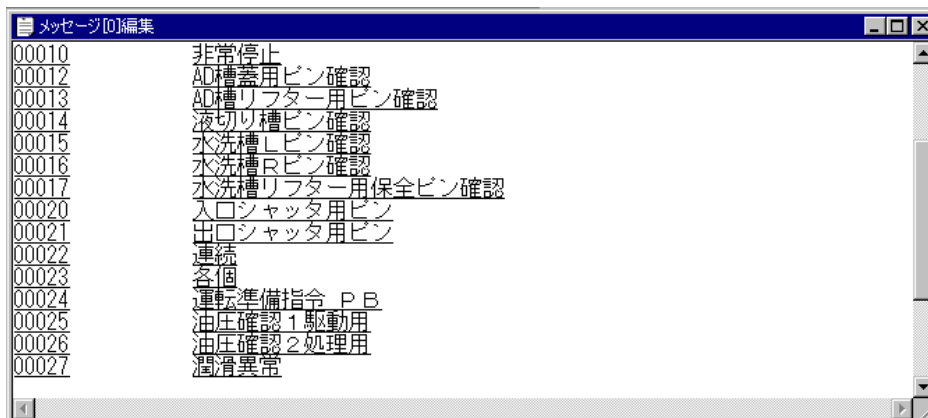 メッセージ[0]編集
00010 非常停止
00012 AD槽蓋用ピン確認
00013 AD槽リフター用ピン確認
00014 液切り槽ピン確認
00015 水洗槽Lピン確認
00016 水洗槽Rピン確認
00017 水洗槽リフター用保全ピン確認
00020 入口シャッタ用ピン
00021 出口シャッタ用ピン
00022 連続
00023 各個
00024 運転準備指令 PB
00025 油圧確認1駆動用
00026 油圧確認2処理用
00027 潤滑異常